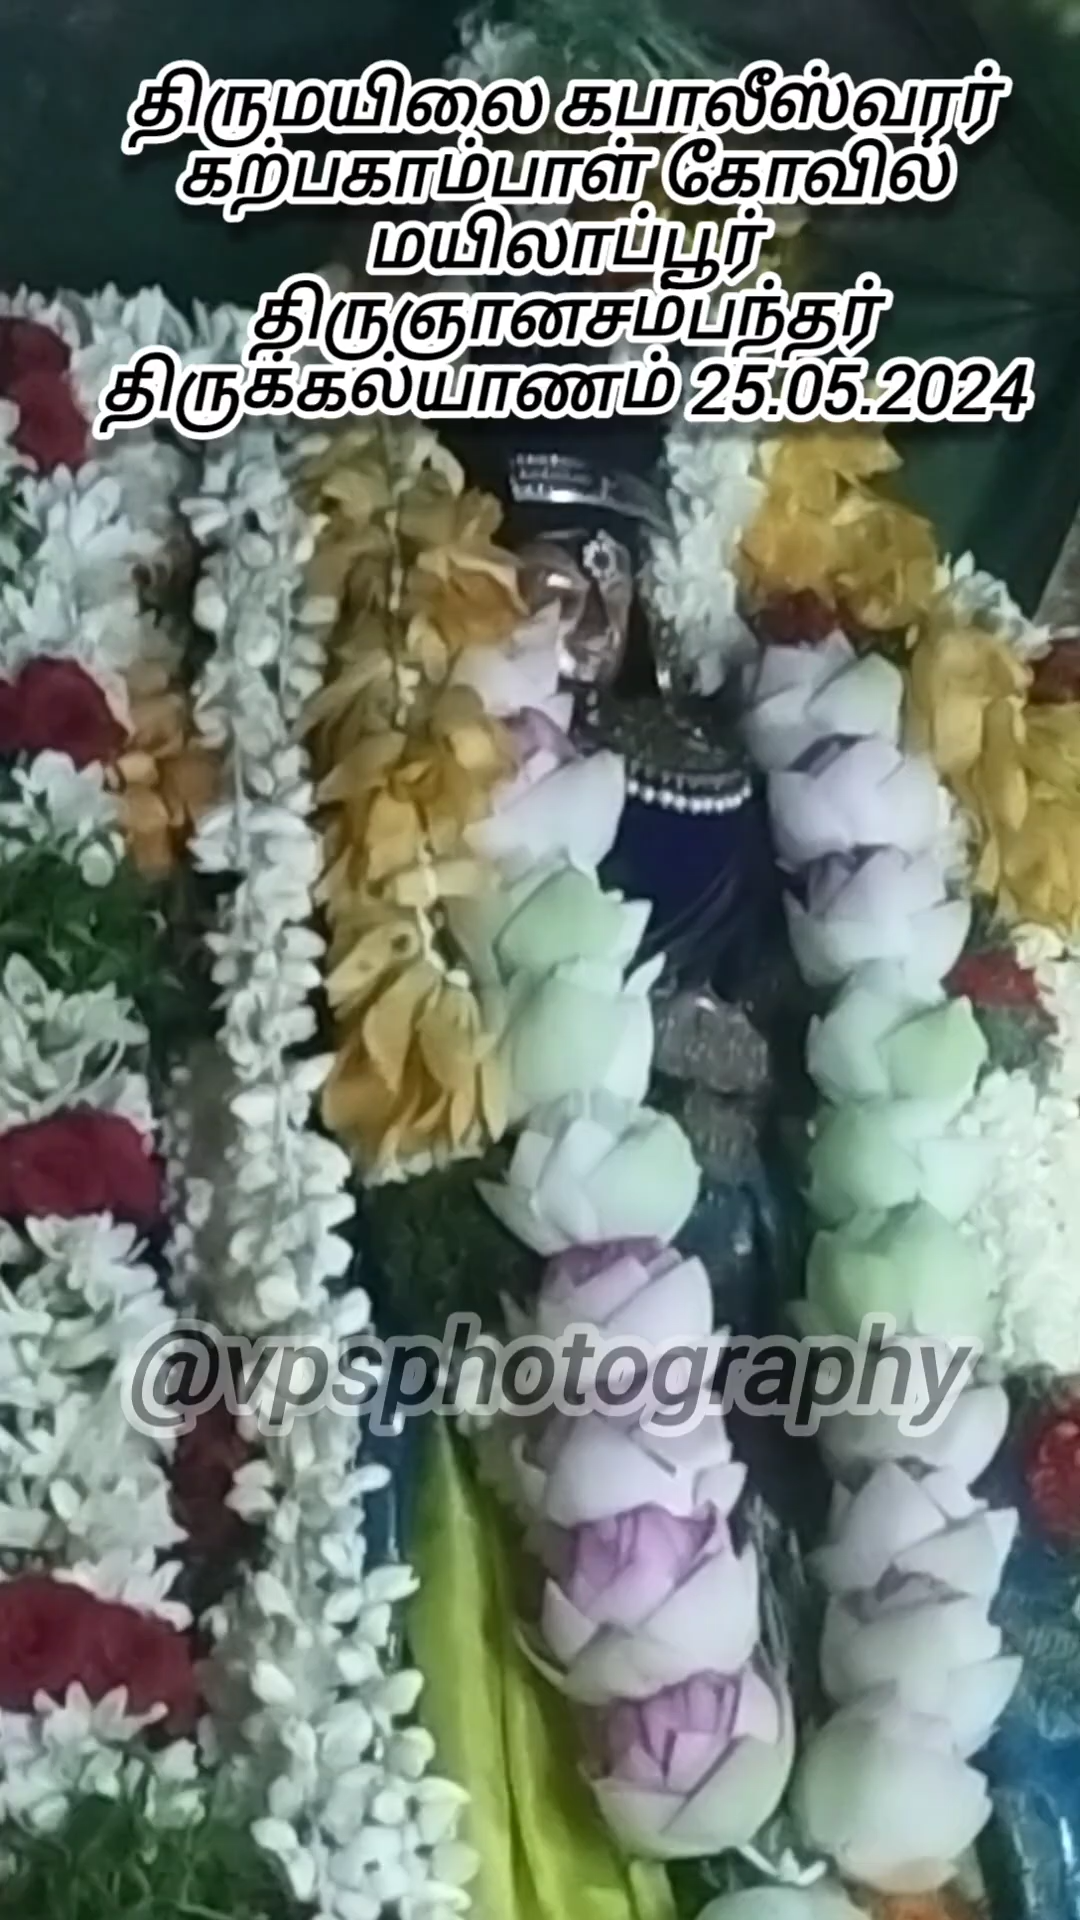 திருமயிலை கபாலீஸ்வரர்
கற்பகாம்பாள் கோவில்
மயிலாப்பூர்
திருஞானசம்பந்தர்
திருக்கல்யாணம் 25.05.2024
@vpsphotography